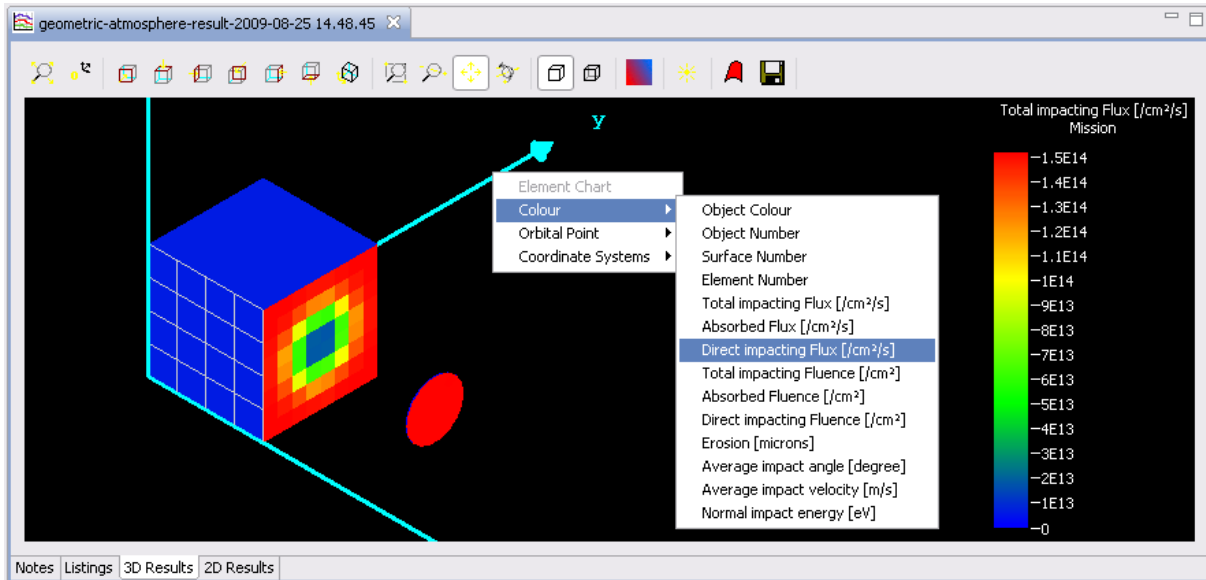 geometric-atmosphere-result-2009-08-25 14.48.45
Total impacting Flux [/cm²/s]
Mission
y
Element Chart
Colour
Orbital Point
Coordinate Systems
Object Colour
Object Number
Surface Number
Element Number
Total impacting Flux [/cm²/s]
Absorbed Flux [/cm²/s]
Direct impacting Flux [/cm²/s]
Total impacting Fluence [/cm²]
Absorbed Fluence [/cm²]
Direct impacting Fluence [/cm²]
Erosion [microns]
Average impact angle [degree]
Average impact velocity [m/s]
Normal impact energy [eV]
1.5E14
1.4E14
1.3E14
1.2E14
1.1E14
1E14
9E13
8E13
7E13
6E13
5E13
4E13
3E13
2E13
1E13
0
Notes Listings 3D Results 2D Results